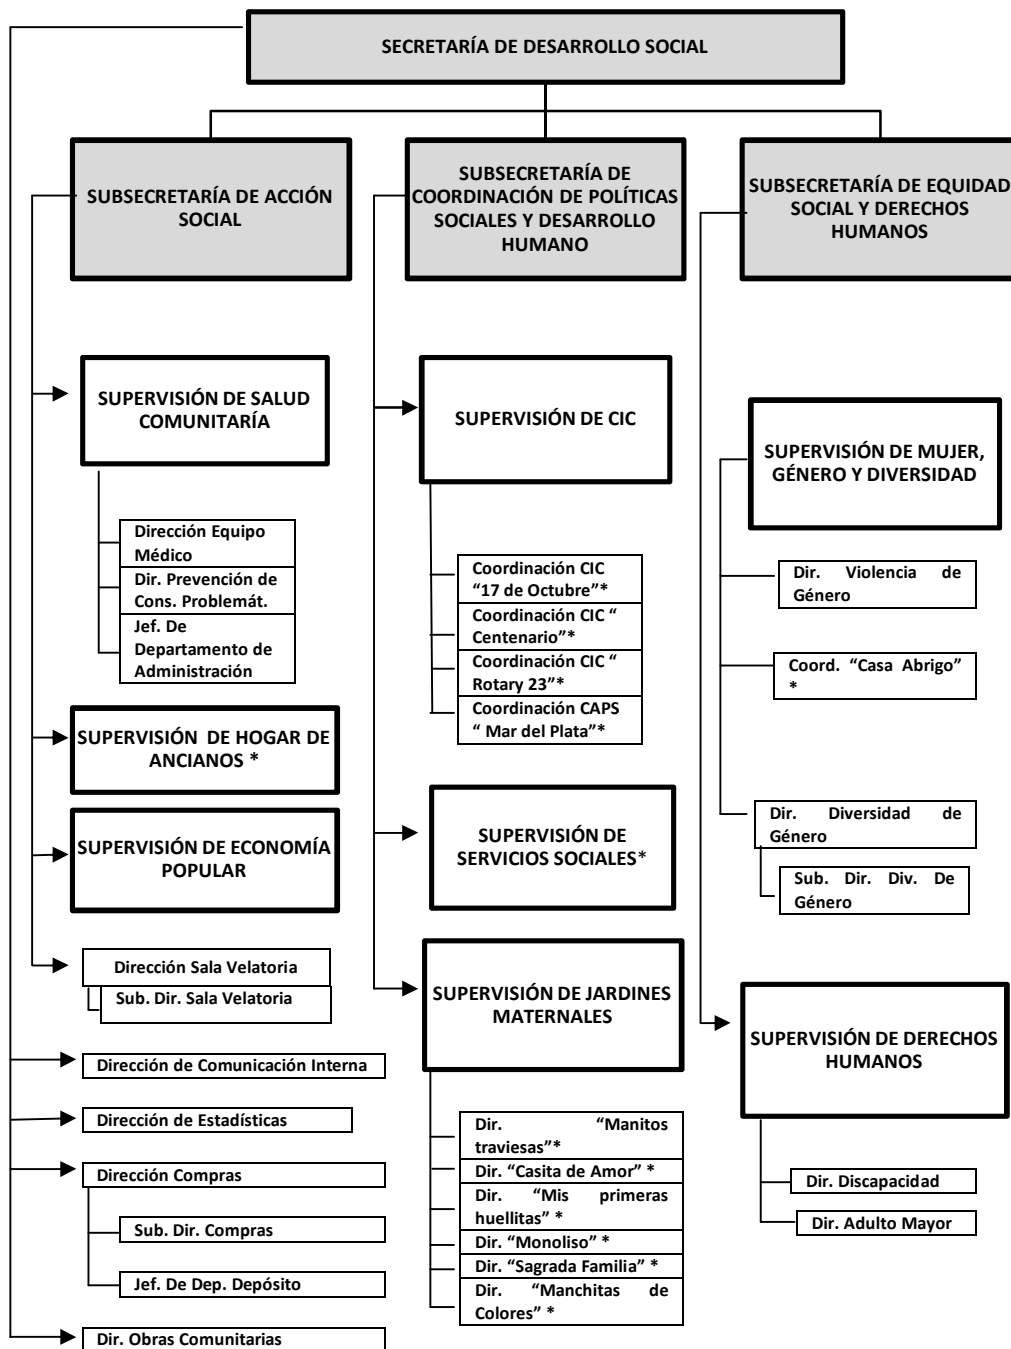 SECRETARÍA DE DESARROLLO SOCIAL
SUBSECRETARÍA DE ACCIÓN
SOCIAL
SUBSECRETARÍA DE
COORDINACIÓN DE POLÍTICAS
SOCIALES Y DESARROLLO
HUMANO
SUBSECRETARÍA DE EQUIDAD
SOCIAL Y DERECHOS
HUMANOS
SUPERVISIÓN DE SALUD
COMUNITARÍA
Dirección Equipo
Médico
Dir. Prevención de
Cons. Problemát.
Jef. De
Departamento de
Administración
SUPERVISIÓN DE HOGAR DE
ANCIANOS *
SUPERVISIÓN DE ECONOMÍA
POPULAR
Dirección Sala Velatoria
Sub. Dir. Sala Velatoria
Dirección de Comunicación Interna
Dirección de Estadísticas
Dirección Compras
Sub. Dir. Compras
Jef. De Dep. Depósito
Dir. Obras Comunitarias
SUPERVISIÓN DE CIC
Coordinación CIC
“17 de Octubre”*
Coordinación CIC “
Centenario”*
Coordinación CIC “
Rotary 23”*
Coordinación CAPS
“ Mar del Plata”*
SUPERVISIÓN DE
SERVICIOS SOCIALES*
SUPERVISIÓN DE JARDINES
MATERNALES
Dir. “Manitos
traviesas”*
Dir. “Casita de Amor” *
Dir. “Mis primeras
huellitas” *
Dir. “Monoliso” *
Dir. “Sagrada Familia” *
Dir. “Manchitas de
Colores” *
SUPERVISIÓN DE MUJER,
GÉNERO Y DIVERSIDAD
Dir. Violencia de
Género
Coord. “Casa Abrigo”
*
Dir. Diversidad de
Género
Sub. Dir. Div. De
Género
SUPERVISIÓN DE DERECHOS
HUMANOS
Dir. Discapacidad
Dir. Adulto Mayor